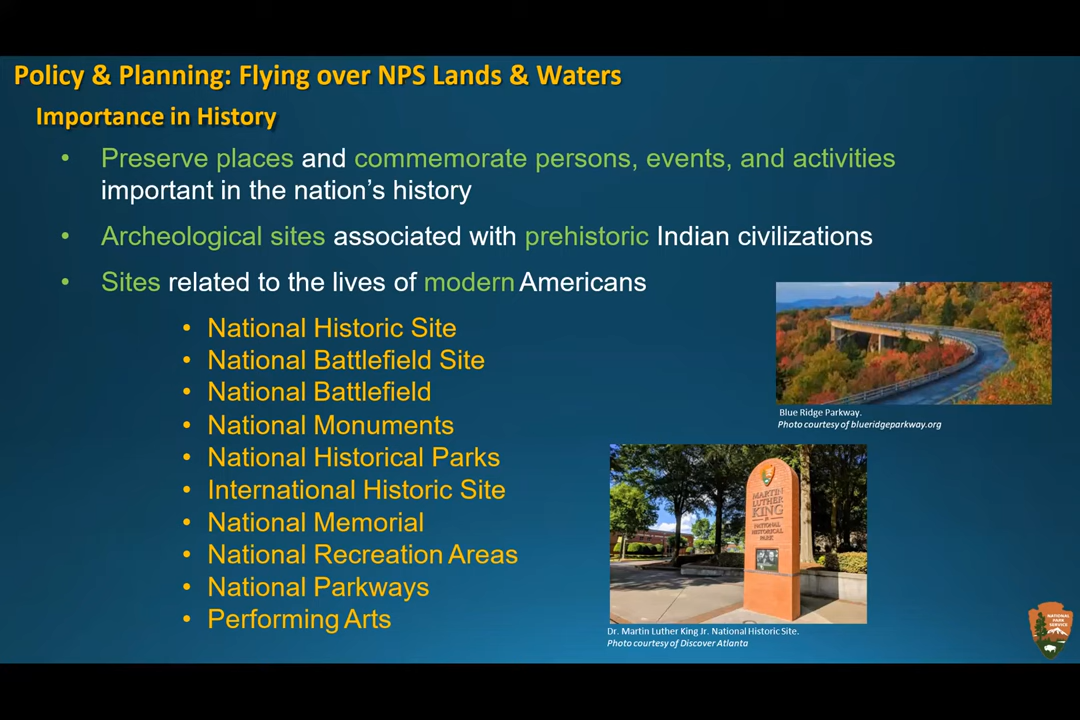 Policy & Planning: Flying over NPS Lands & Waters
Importance in History
• Preserve places and commemorate persons, events, and activities
important in the nation’s history
• Archeological sites associated with prehistoric Indian civilizations
• Sites related to the lives of modern Americans
• National Historic Site
• National Battlefield Site
• National Battlefield
• National Monuments
• National Historical Parks
• International Historic Site
• National Memorial
• National Recreation Areas
• National Parkways
• Performing Arts
Blue Ridge Parkway.
Photo courtesy of blueridgeparkway.org
MARTIN
LUTHER
KING
JR
NATIONAL
HISTORICAL
PARK
Dr. Martin Luther King Jr. National Historic Site.
Photo courtesy of Discover Atlanta
NATIONAL
PARK
SERVICE